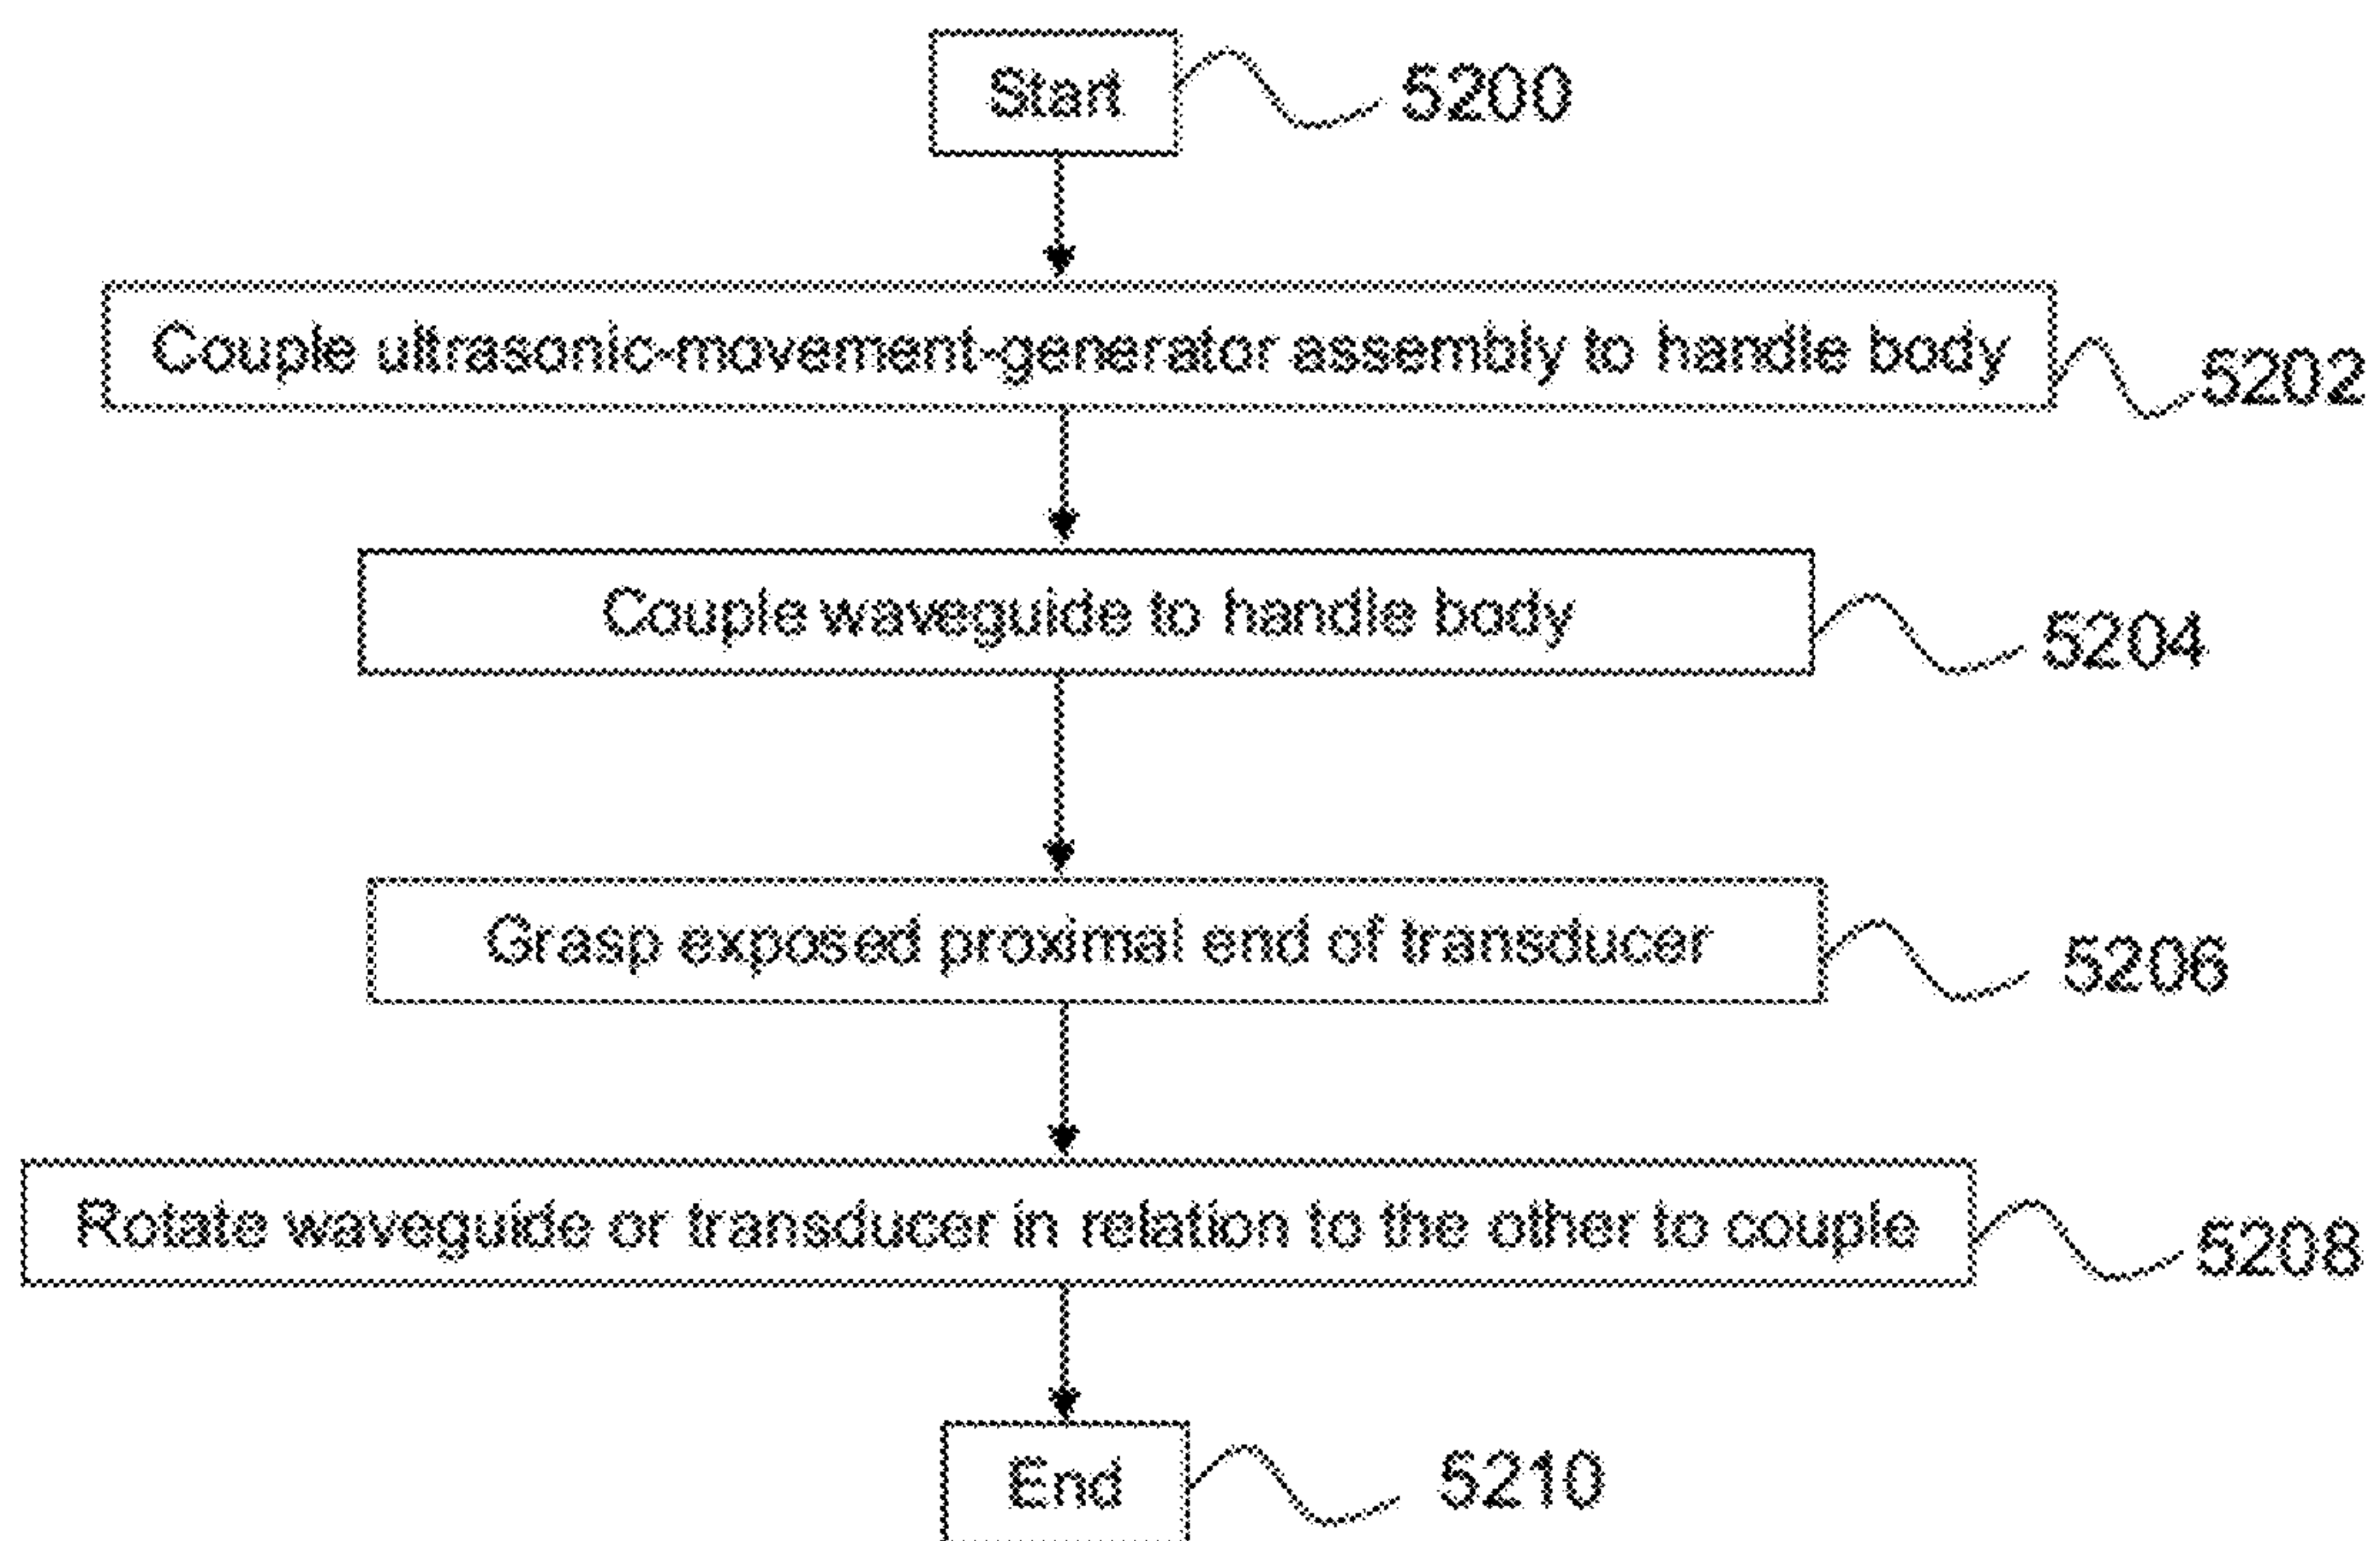 Start 5200
Couple ultrasonic-movement-generator assembly to handle body 5202
Couple waveguide to handle body 5204
Grasp exposed proximal end of transducer 5206
Rotate waveguide or transducer in relation to the other to couple 5208
End 5210